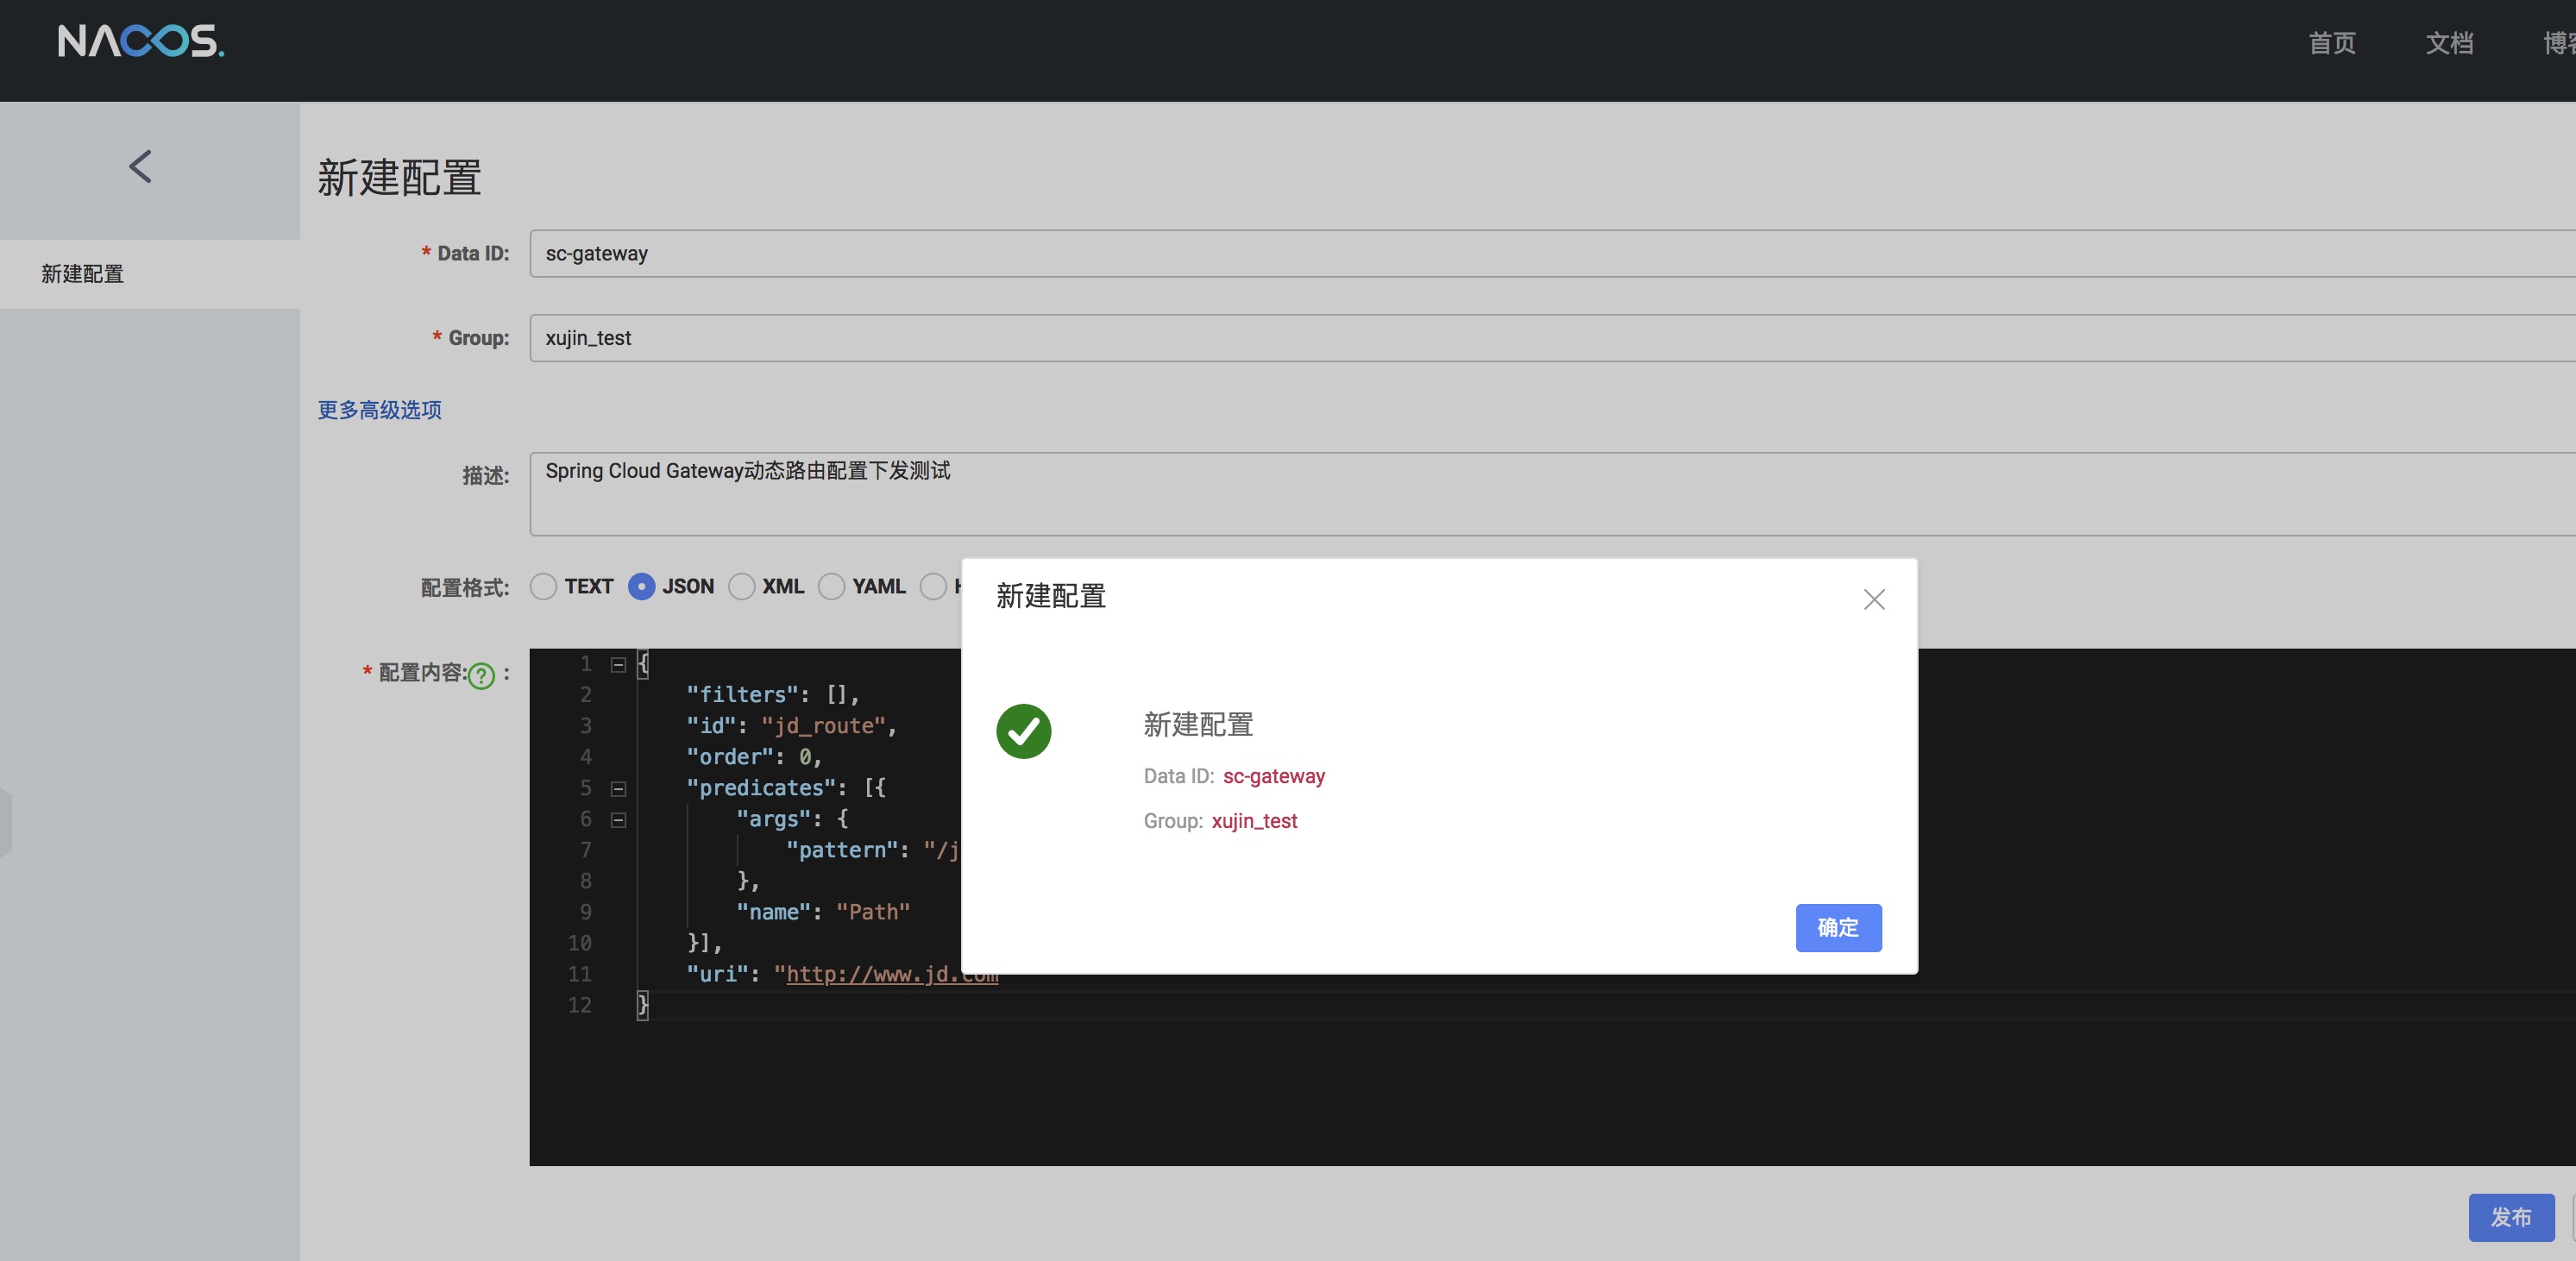 NACOS.
首页 文档
新建配置
新建配置
* Data ID: sc-gateway
* Group: xujin_test
更多高级选项
描述: Spring Cloud Gateway动态路由配置下发测试
配置格式: TEXT JSON XML YAML
* 配置内容: ? :
1 {
2 "filters": [],
3 "id": "jd_route",
4 "order": 0,
5 "predicates": [{
6 "args": {
7 "pattern": "/j
8 },
9 "name": "Path"
10 }],
11 "uri": "http://www.jd.com
12 }
新建配置
新建配置
Data ID: sc-gateway
Group: xujin_test
确定
发布